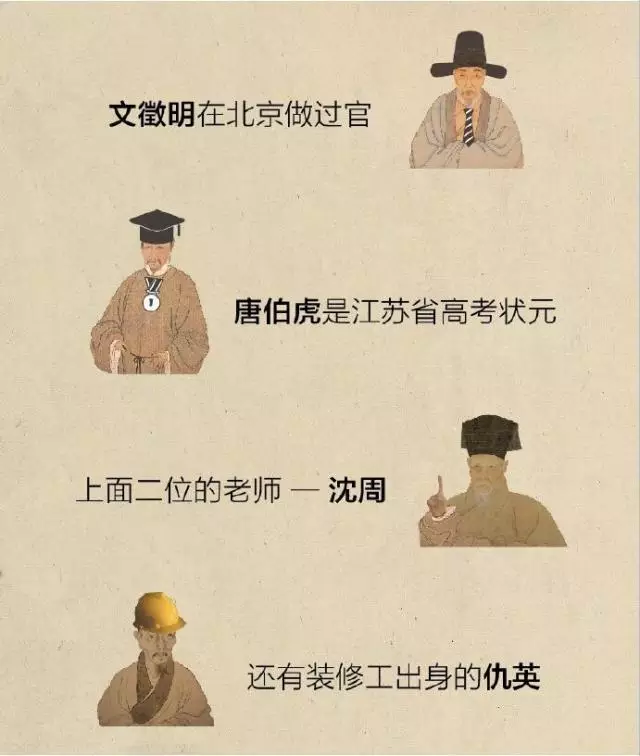 文徵明在北京做过官
1
唐伯虎是江苏省高考状元
上面二位的老师 — 沈周
还有装修工出身的仇英